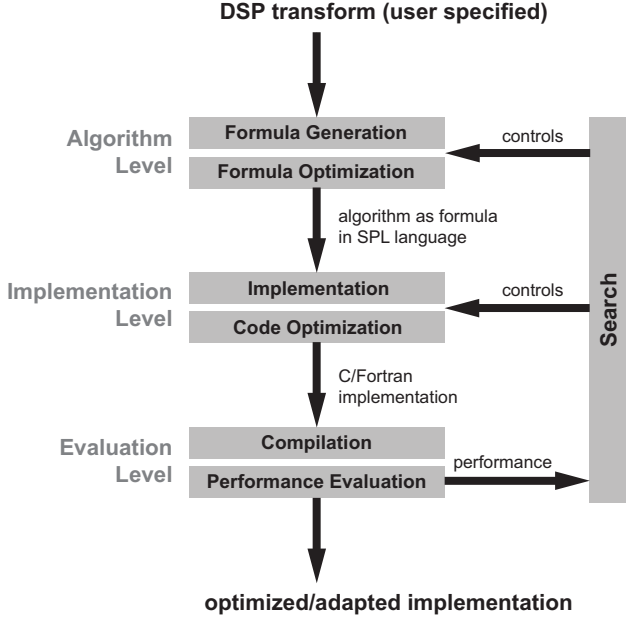 DSP transform (user specified)
Algorithm
Level
Formula Generation
Formula Optimization
controls
algorithm as formula
in SPL language
Implementation
Level
Implementation
Code Optimization
controls
Search
C/Fortran
implementation
Evaluation
Level
Compilation
Performance Evaluation
performance
optimized/adapted implementation